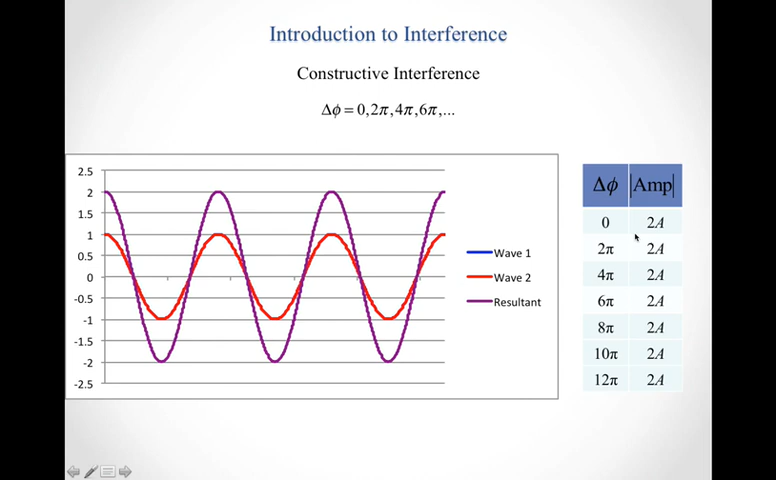 Introduction to Interference
Constructive Interference
Δϕ = 0,2π,4π,6π,...
2.5
2
1.5
1
0.5
0
-0.5
-1
-1.5
-2
-2.5
Wave 1
Wave 2
Resultant
Δϕ |Amp|
0 2A
2π 2A
4π 2A
6π 2A
8π 2A
10π 2A
12π 2A